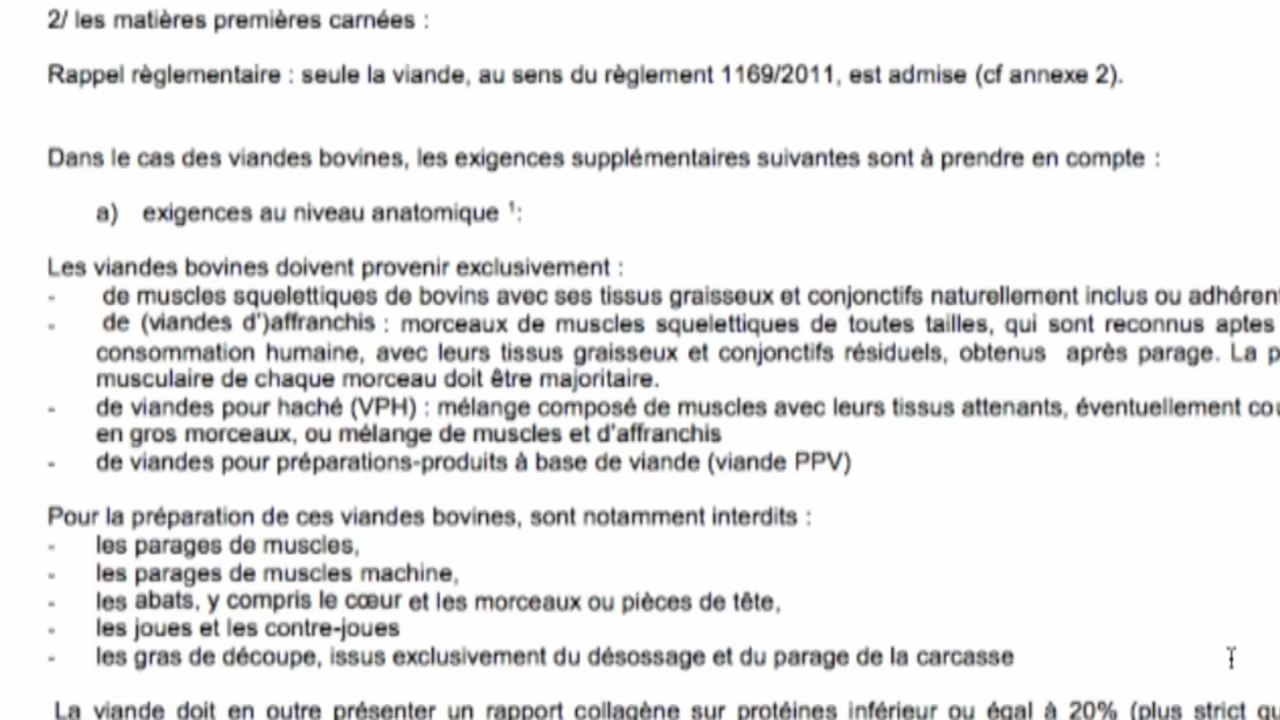 2/ les matières premières carnées :
Rappel règlementaire : seule la viande, au sens du règlement 1169/2011, est admise (cf annexe 2).
Dans le cas des viandes bovines, les exigences supplémentaires suivantes sont à prendre en compte :
a) exigences au niveau anatomique ¹:
Les viandes bovines doivent provenir exclusivement :
- de muscles squelettiques de bovins avec ses tissus graisseux et conjonctifs naturellement inclus ou adhérent
- de (viandes d')affranchis : morceaux de muscles squelettiques de toutes tailles, qui sont reconnus aptes
consommation humaine, avec leurs tissus graisseux et conjonctifs résiduels, obtenus après parage. La p
musculaire de chaque morceau doit être majoritaire.
- de viandes pour haché (VPH) : mélange composé de muscles avec leurs tissus attenants, éventuellement cou
en gros morceaux, ou mélange de muscles et d'affranchis
- de viandes pour préparations-produits à base de viande (viande PPV)
Pour la préparation de ces viandes bovines, sont notamment interdits :
- les parages de muscles,
- les parages de muscles machine,
- les abats, y compris le cœur et les morceaux ou pièces de tête,
- les joues et les contre-joues
- les gras de découpe, issus exclusivement du désossage et du parage de la carcasse
La viande doit en outre présenter un rapport collagène sur protéines inférieur ou égal à 20% (plus strict qu